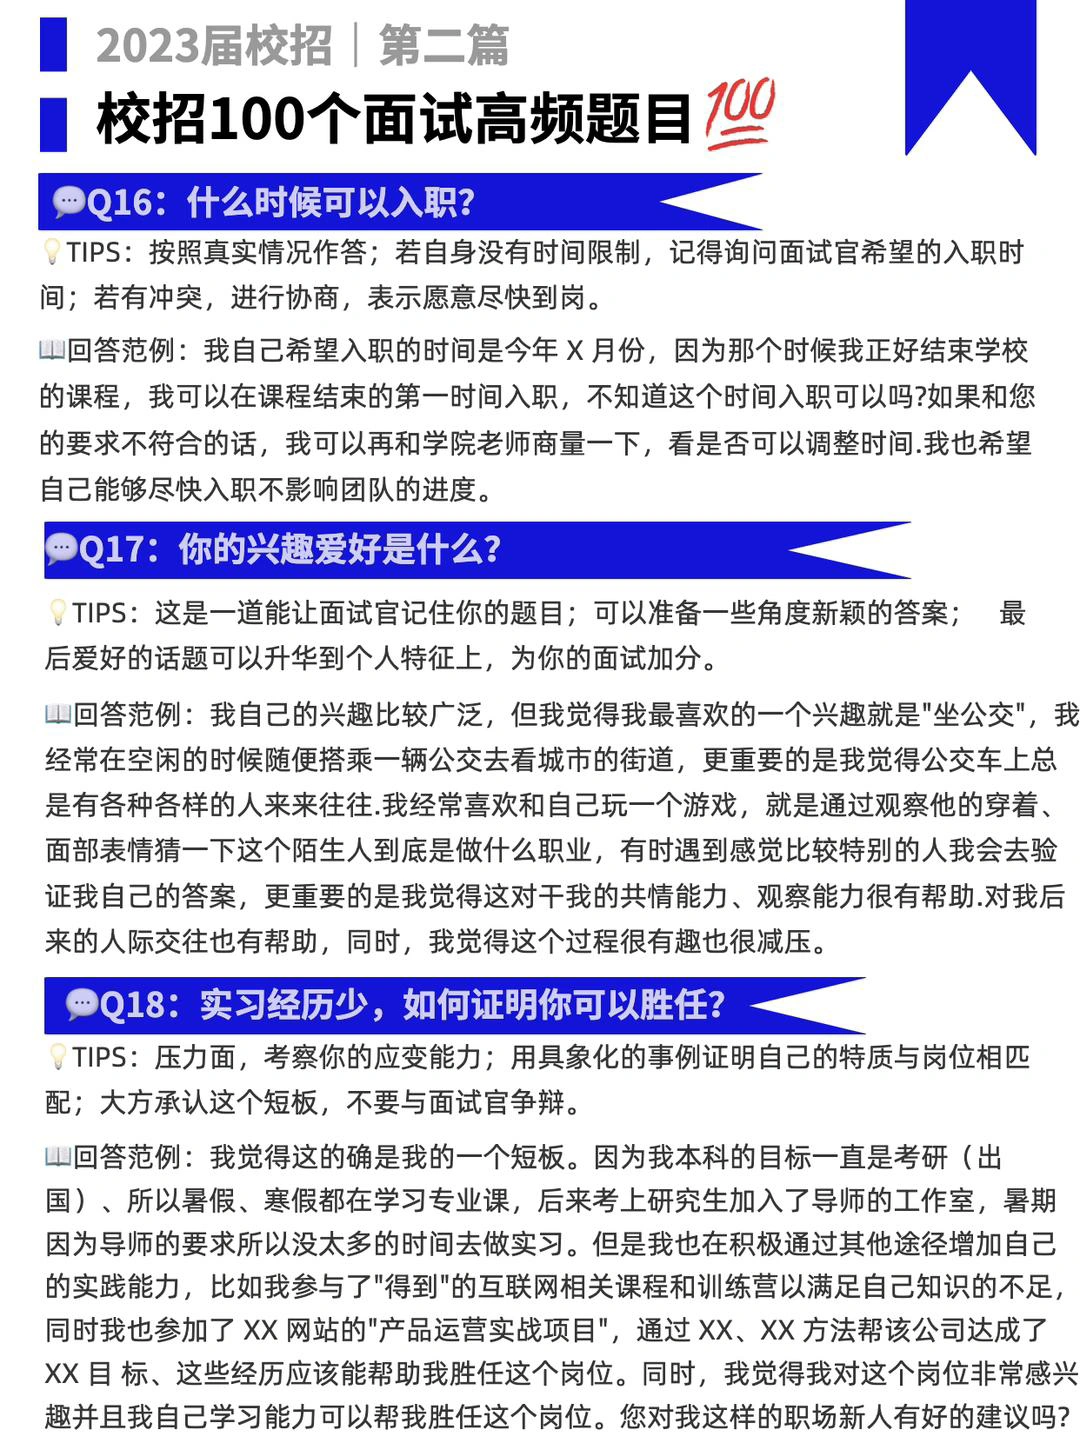 2023届校招｜第二篇
校招100个面试高频题目💯
💬Q16：什么时候可以入职？
💡TIPS：按照真实情况作答；若自身没有时间限制，记得询问面试官希望的入职时
间；若有冲突，进行协商，表示愿意尽快到岗。
📖回答范例：我自己希望入职的时间是今年 X 月份，因为那个时候我正好结束学校
的课程，我可以在课程结束的第一时间入职，不知道这个时间入职可以吗?如果和您
的要求不符合的话，我可以再和学院老师商量一下，看是否可以调整时间.我也希望
自己能够尽快入职不影响团队的进度。
💬Q17：你的兴趣爱好是什么？
💡TIPS：这是一道能让面试官记住你的题目；可以准备一些角度新颖的答案； 最
后爱好的话题可以升华到个人特征上，为你的面试加分。
📖回答范例：我自己的兴趣比较广泛，但我觉得我最喜欢的一个兴趣就是"坐公交"，我
经常在空闲的时候随便搭乘一辆公交去看城市的街道，更重要的是我觉得公交车上总
是有各种各样的人来来往往.我经常喜欢和自己玩一个游戏，就是通过观察他的穿着、
面部表情猜一下这个陌生人到底是做什么职业，有时遇到感觉比较特别的人我会去验
证我自己的答案，更重要的是我觉得这对干我的共情能力、观察能力很有帮助.对我后
来的人际交往也有帮助，同时，我觉得这个过程很有趣也很减压。
💬Q18：实习经历少，如何证明你可以胜任？
💡TIPS：压力面，考察你的应变能力；用具象化的事例证明自己的特质与岗位相匹
配；大方承认这个短板，不要与面试官争辩。
📖回答范例：我觉得这的确是我的一个短板。因为我本科的目标一直是考研（出
国）、所以暑假、寒假都在学习专业课，后来考上研究生加入了导师的工作室，暑期
因为导师的要求所以没太多的时间去做实习。但是我也在积极通过其他途径增加自己
的实践能力，比如我参与了"得到"的互联网相关课程和训练营以满足自己知识的不足，
同时我也参加了 XX 网站的"产品运营实战项目"，通过 XX、XX 方法帮该公司达成了
XX 目 标、这些经历应该能帮助我胜任这个岗位。同时，我觉得我对这个岗位非常感兴
趣并且我自己学习能力可以帮我胜任这个岗位。您对我这样的职场新人有好的建议吗？